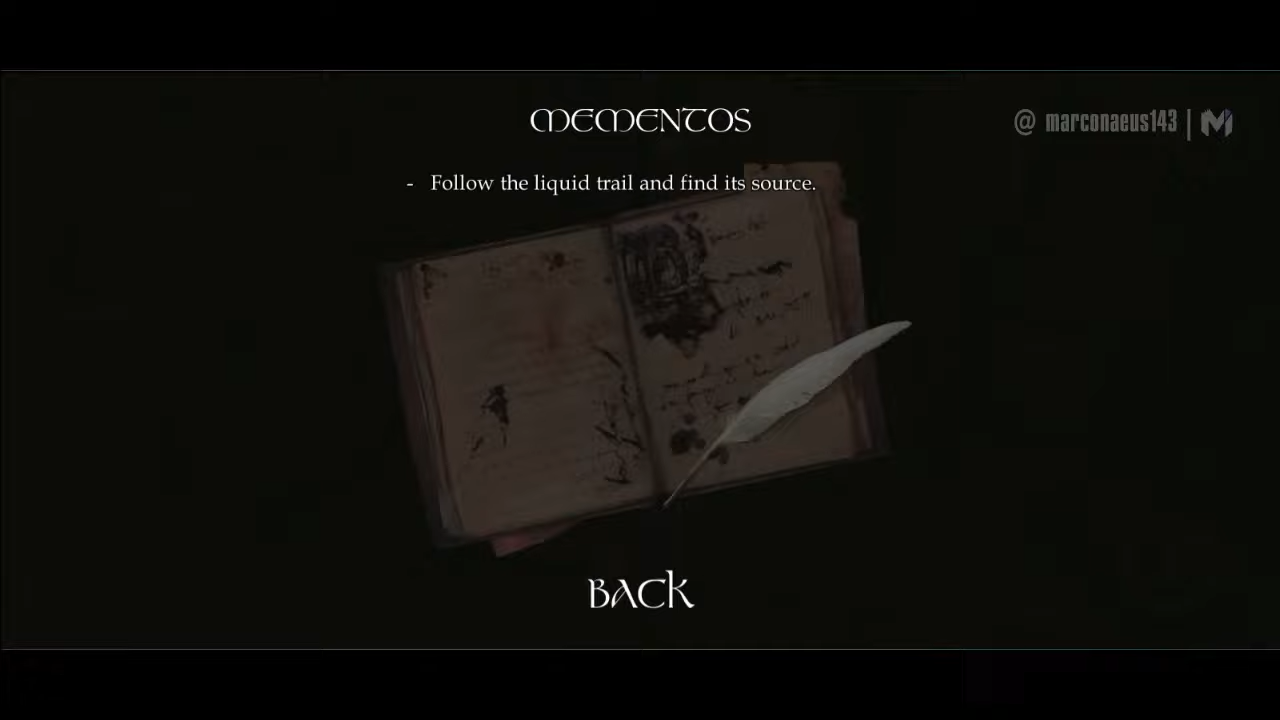 MEMENTOS
@ marconaeus143 |
- Follow the liquid trail and find its source.
BACK